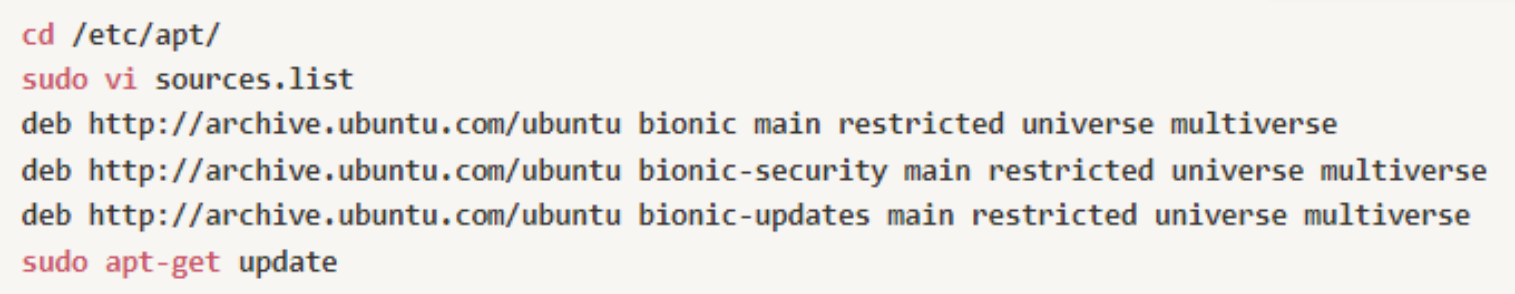 cd /etc/apt/
sudo vi sources.list
deb http://archive.ubuntu.com/ubuntu bionic main restricted universe multiverse
deb http://archive.ubuntu.com/ubuntu bionic-security main restricted universe multiverse
deb http://archive.ubuntu.com/ubuntu bionic-updates main restricted universe multiverse
sudo apt-get update